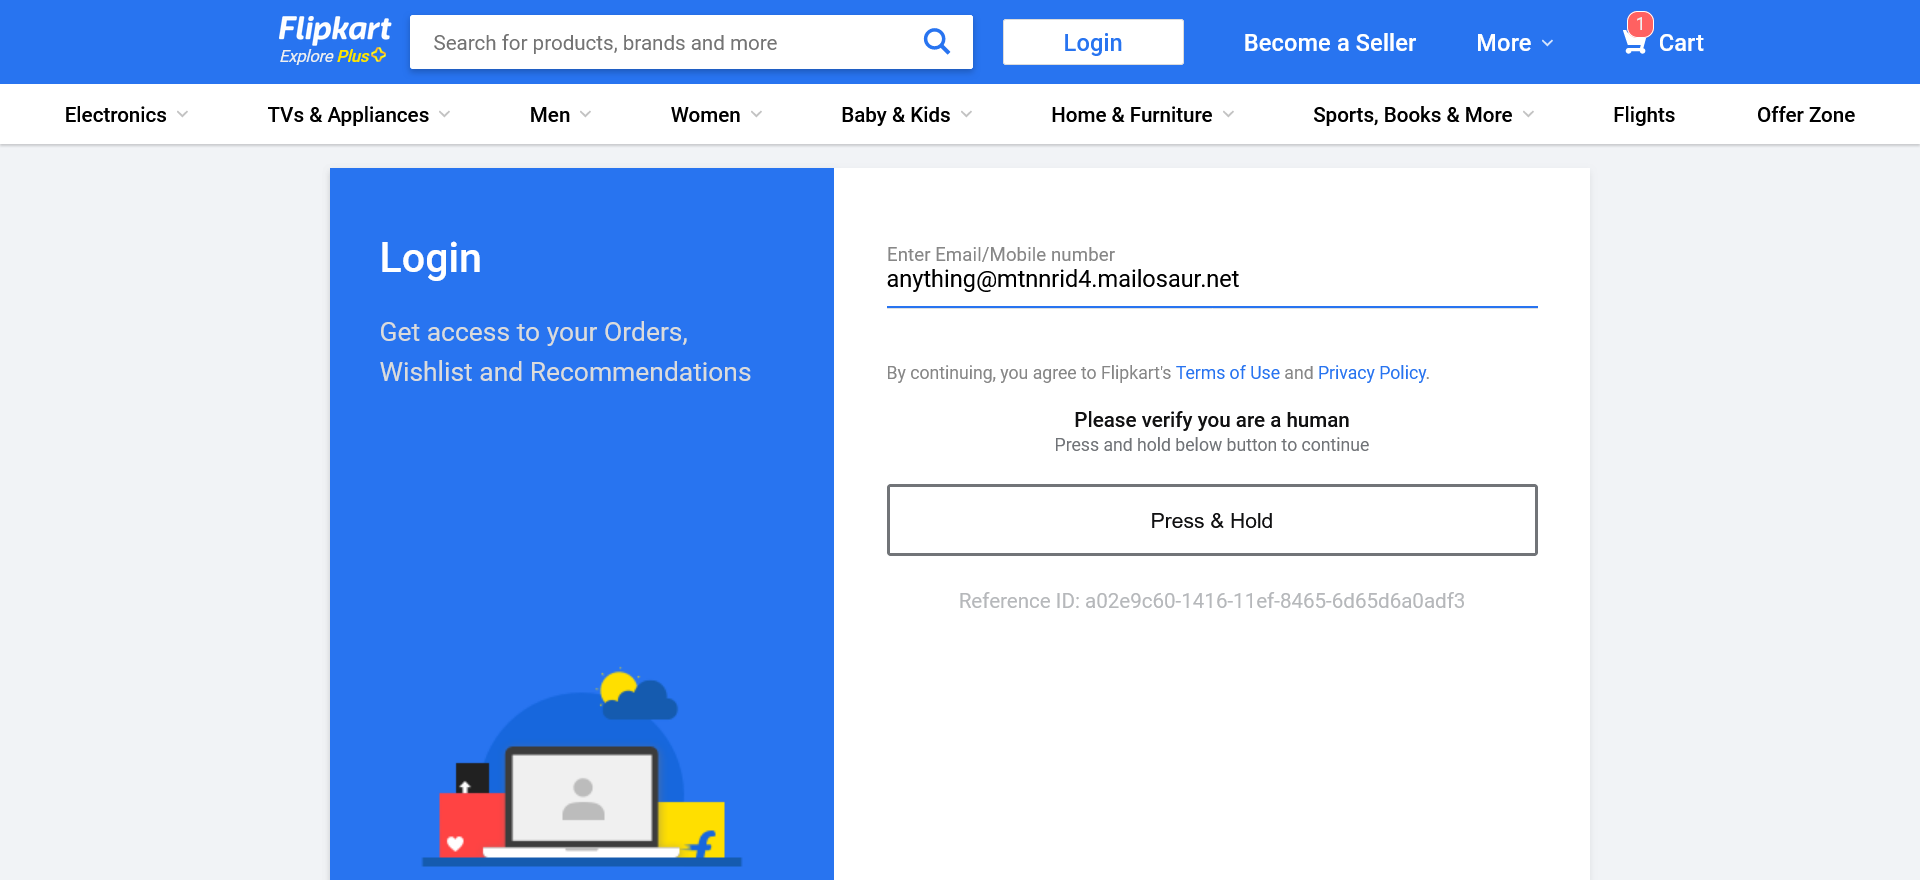 Flipkart
Explore Plus
Search for products, brands and more
Login
Become a Seller
More
1
Cart
Electronics
TVs & Appliances
Men
Women
Baby & Kids
Home & Furniture
Sports, Books & More
Flights
Offer Zone
Login
Get access to your Orders,
Wishlist and Recommendations
Enter Email/Mobile number
anything@mtnnrid4.mailosaur.net
By continuing, you agree to Flipkart's Terms of Use and Privacy Policy.
Please verify you are a human
Press and hold below button to continue
Press & Hold
Reference ID: a02e9c60-1416-11ef-8465-6d65d6a0adf3
f